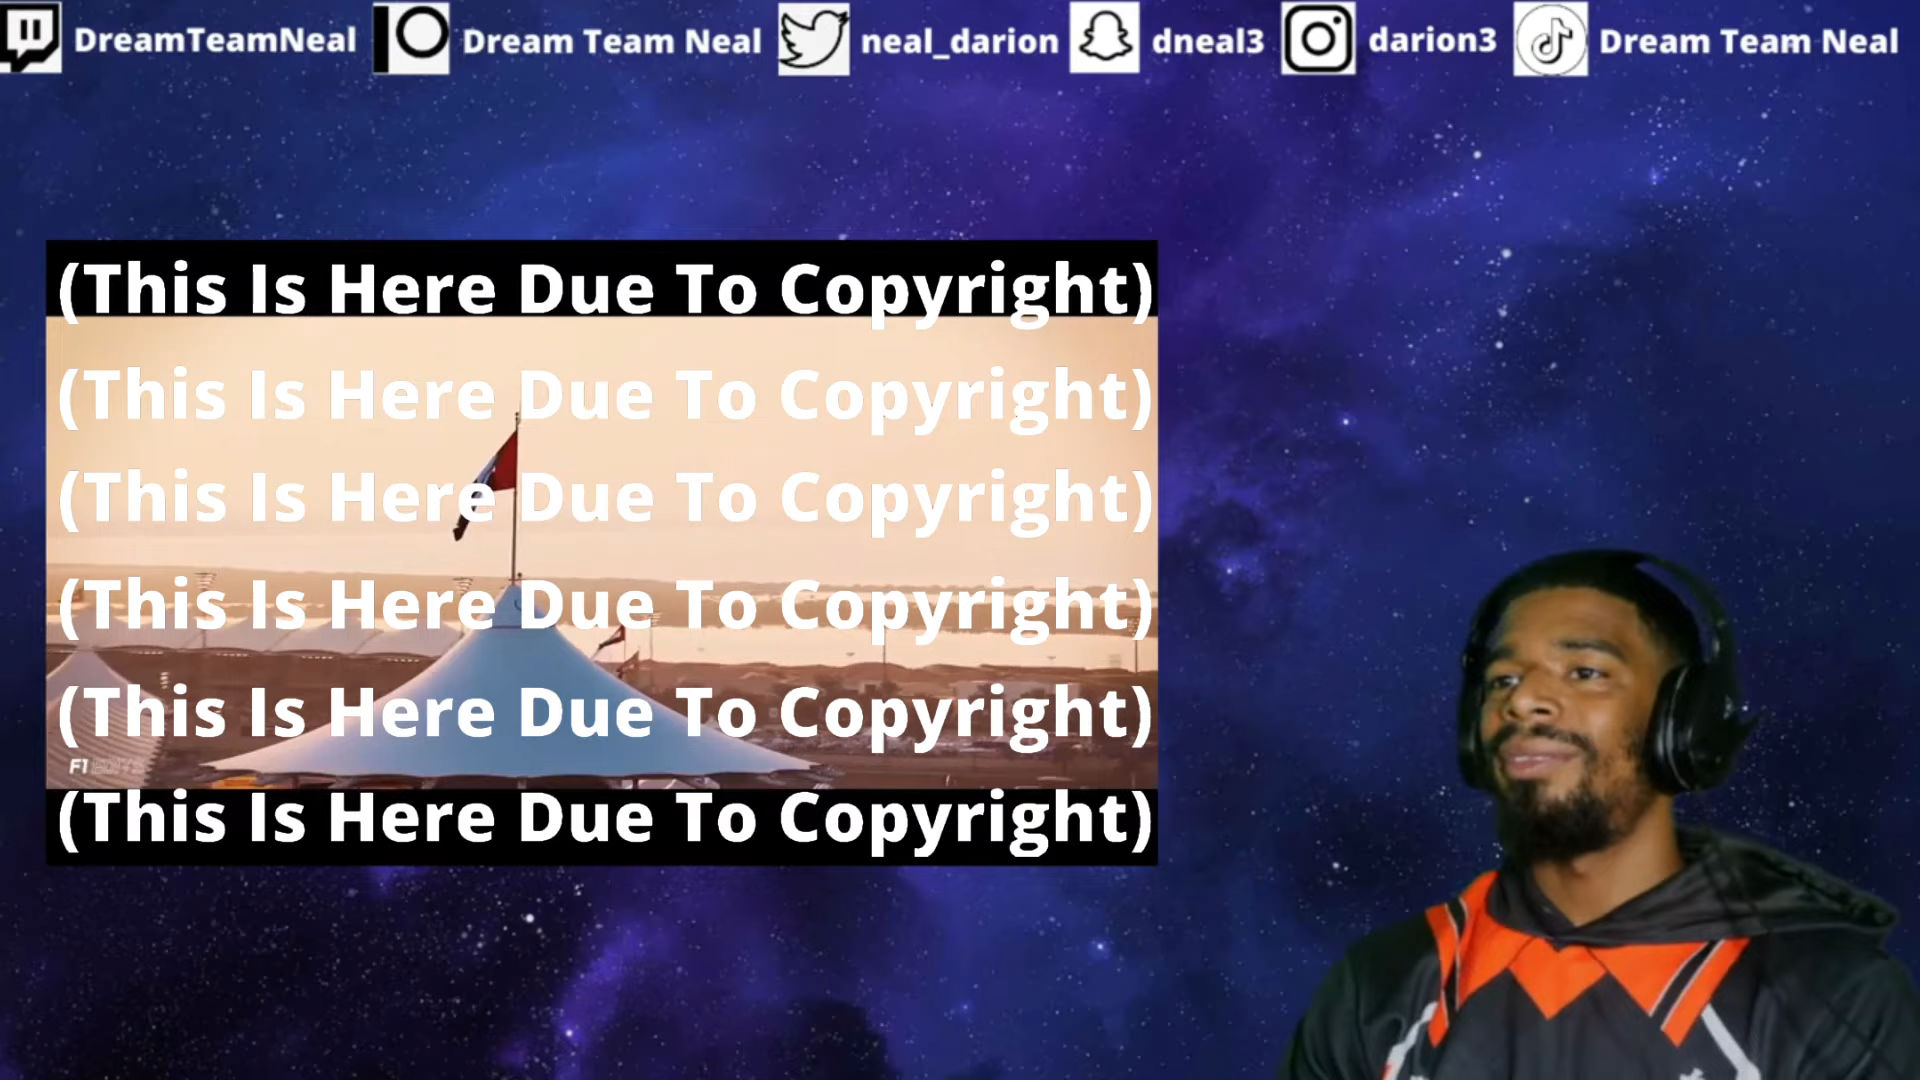 DreamTeamNeal Dream Team Neal neal_darion dneal3 darion3 Dream Team Neal
(This Is Here Due To Copyright)
(This Is Here Due To Copyright)
(This Is Here Due To Copyright)
(This Is Here Due To Copyright)
(This Is Here Due To Copyright)
F1 EDITS
(This Is Here Due To Copyright)